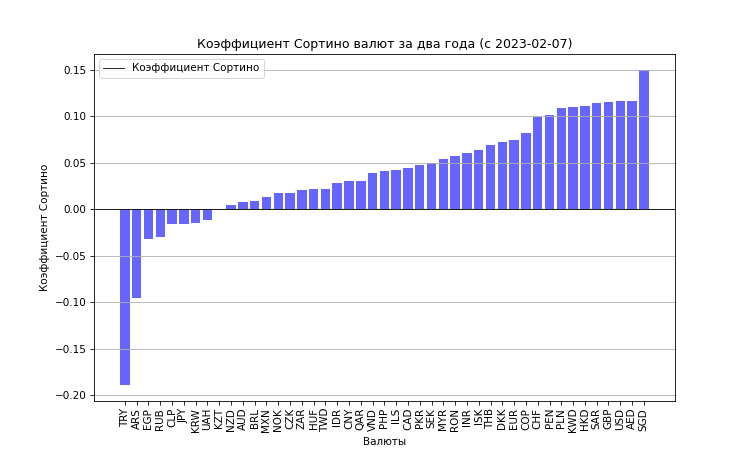 Коэффициент Сортино валют за два года (с 2023-02-07)
Коэффициент Сортино
0.15
0.10
0.05
0.00
−0.05
−0.10
−0.15
−0.20
Коэффициент Сортино
TRY
ARS
EGP
RUB
CLP
JPY
KRW
UAH
KZT
NZD
AUD
BRL
MXN
NOK
CZK
ZAR
HUF
TWD
IDR
CNY
QAR
VND
PHP
ILS
CAD
PKR
SEK
MYR
RON
INR
ISK
THB
DKK
EUR
COP
CHF
PEN
PLN
KWD
HKD
SAR
GBP
USD
AED
SGD
Валюты